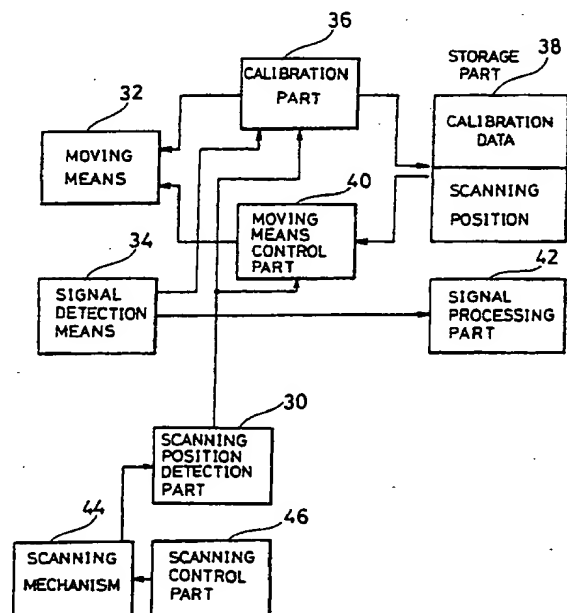 36
CALIBRATION
PART
STORAGE
PART
38
CALIBRATION
DATA
SCANNING
POSITION
32
MOVING
MEANS
40
MOVING
MEANS
CONTROL
PART
34
SIGNAL
DETECTION
MEANS
42
SIGNAL
PROCESSING
PART
30
SCANNING
POSITION
DETECTION
PART
44
SCANNING
MECHANISM
46
SCANNING
CONTROL
PART